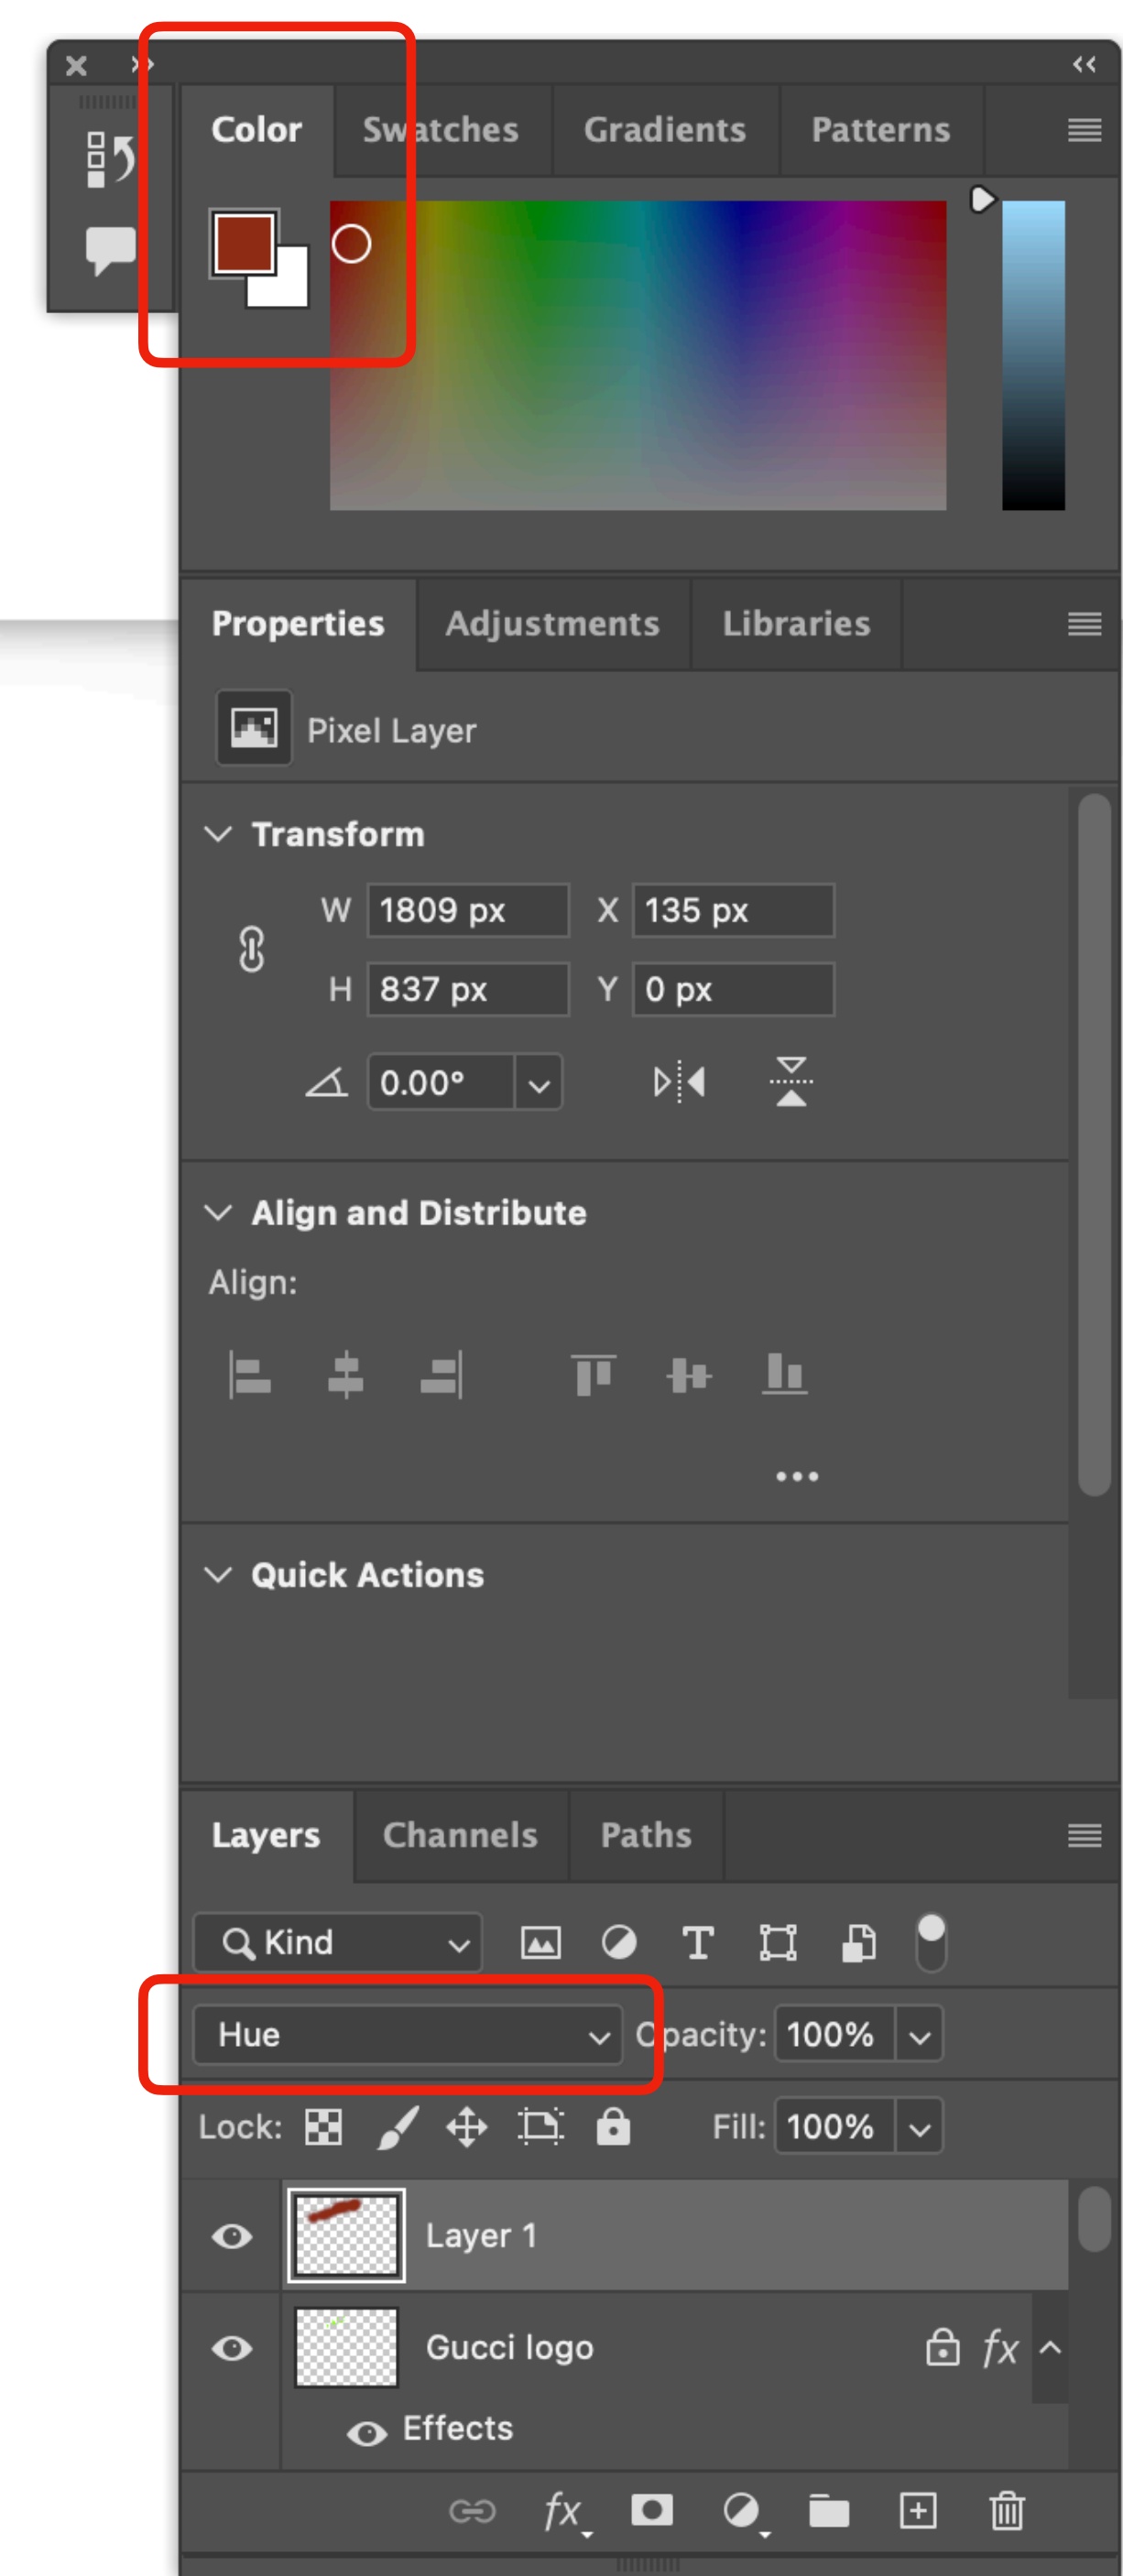 Color Swatches Gradients Patterns
Properties Adjustments Libraries
Pixel Layer
Transform
W 1809 px X 135 px
H 837 px Y 0 px
0.00°
Align and Distribute
Align:
Quick Actions
Layers Channels Paths
Kind
Hue Opacity: 100%
Lock: Fill: 100%
Layer 1
Gucci logo fx
Effects
fx